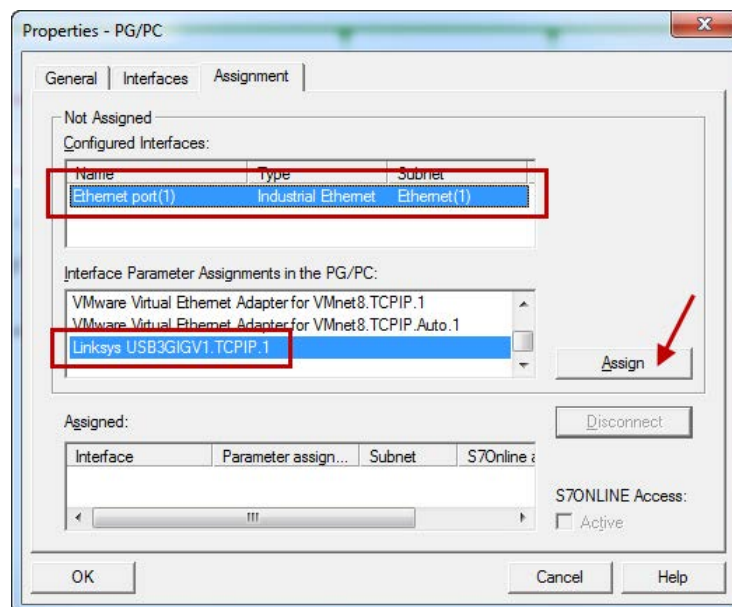 Properties - PG/PC
General Interfaces Assignment
Not Assigned
Configured Interfaces:
Name Type Subnet
Ethernet port(1) Industrial Ethernet Ethernet(1)
Interface Parameter Assignments in the PG/PC:
VMware Virtual Ethernet Adapter for VMnet8.TCPIP.1
VMware Virtual Ethernet Adapter for VMnet8.TCPIP.Auto.1
Linksys USB3GIGV1.TCPIP.1
Assign
Assigned:
Disconnect
Interface Parameter assign... Subnet S7Online a
S7ONLINE Access:
Active
OK Cancel Help